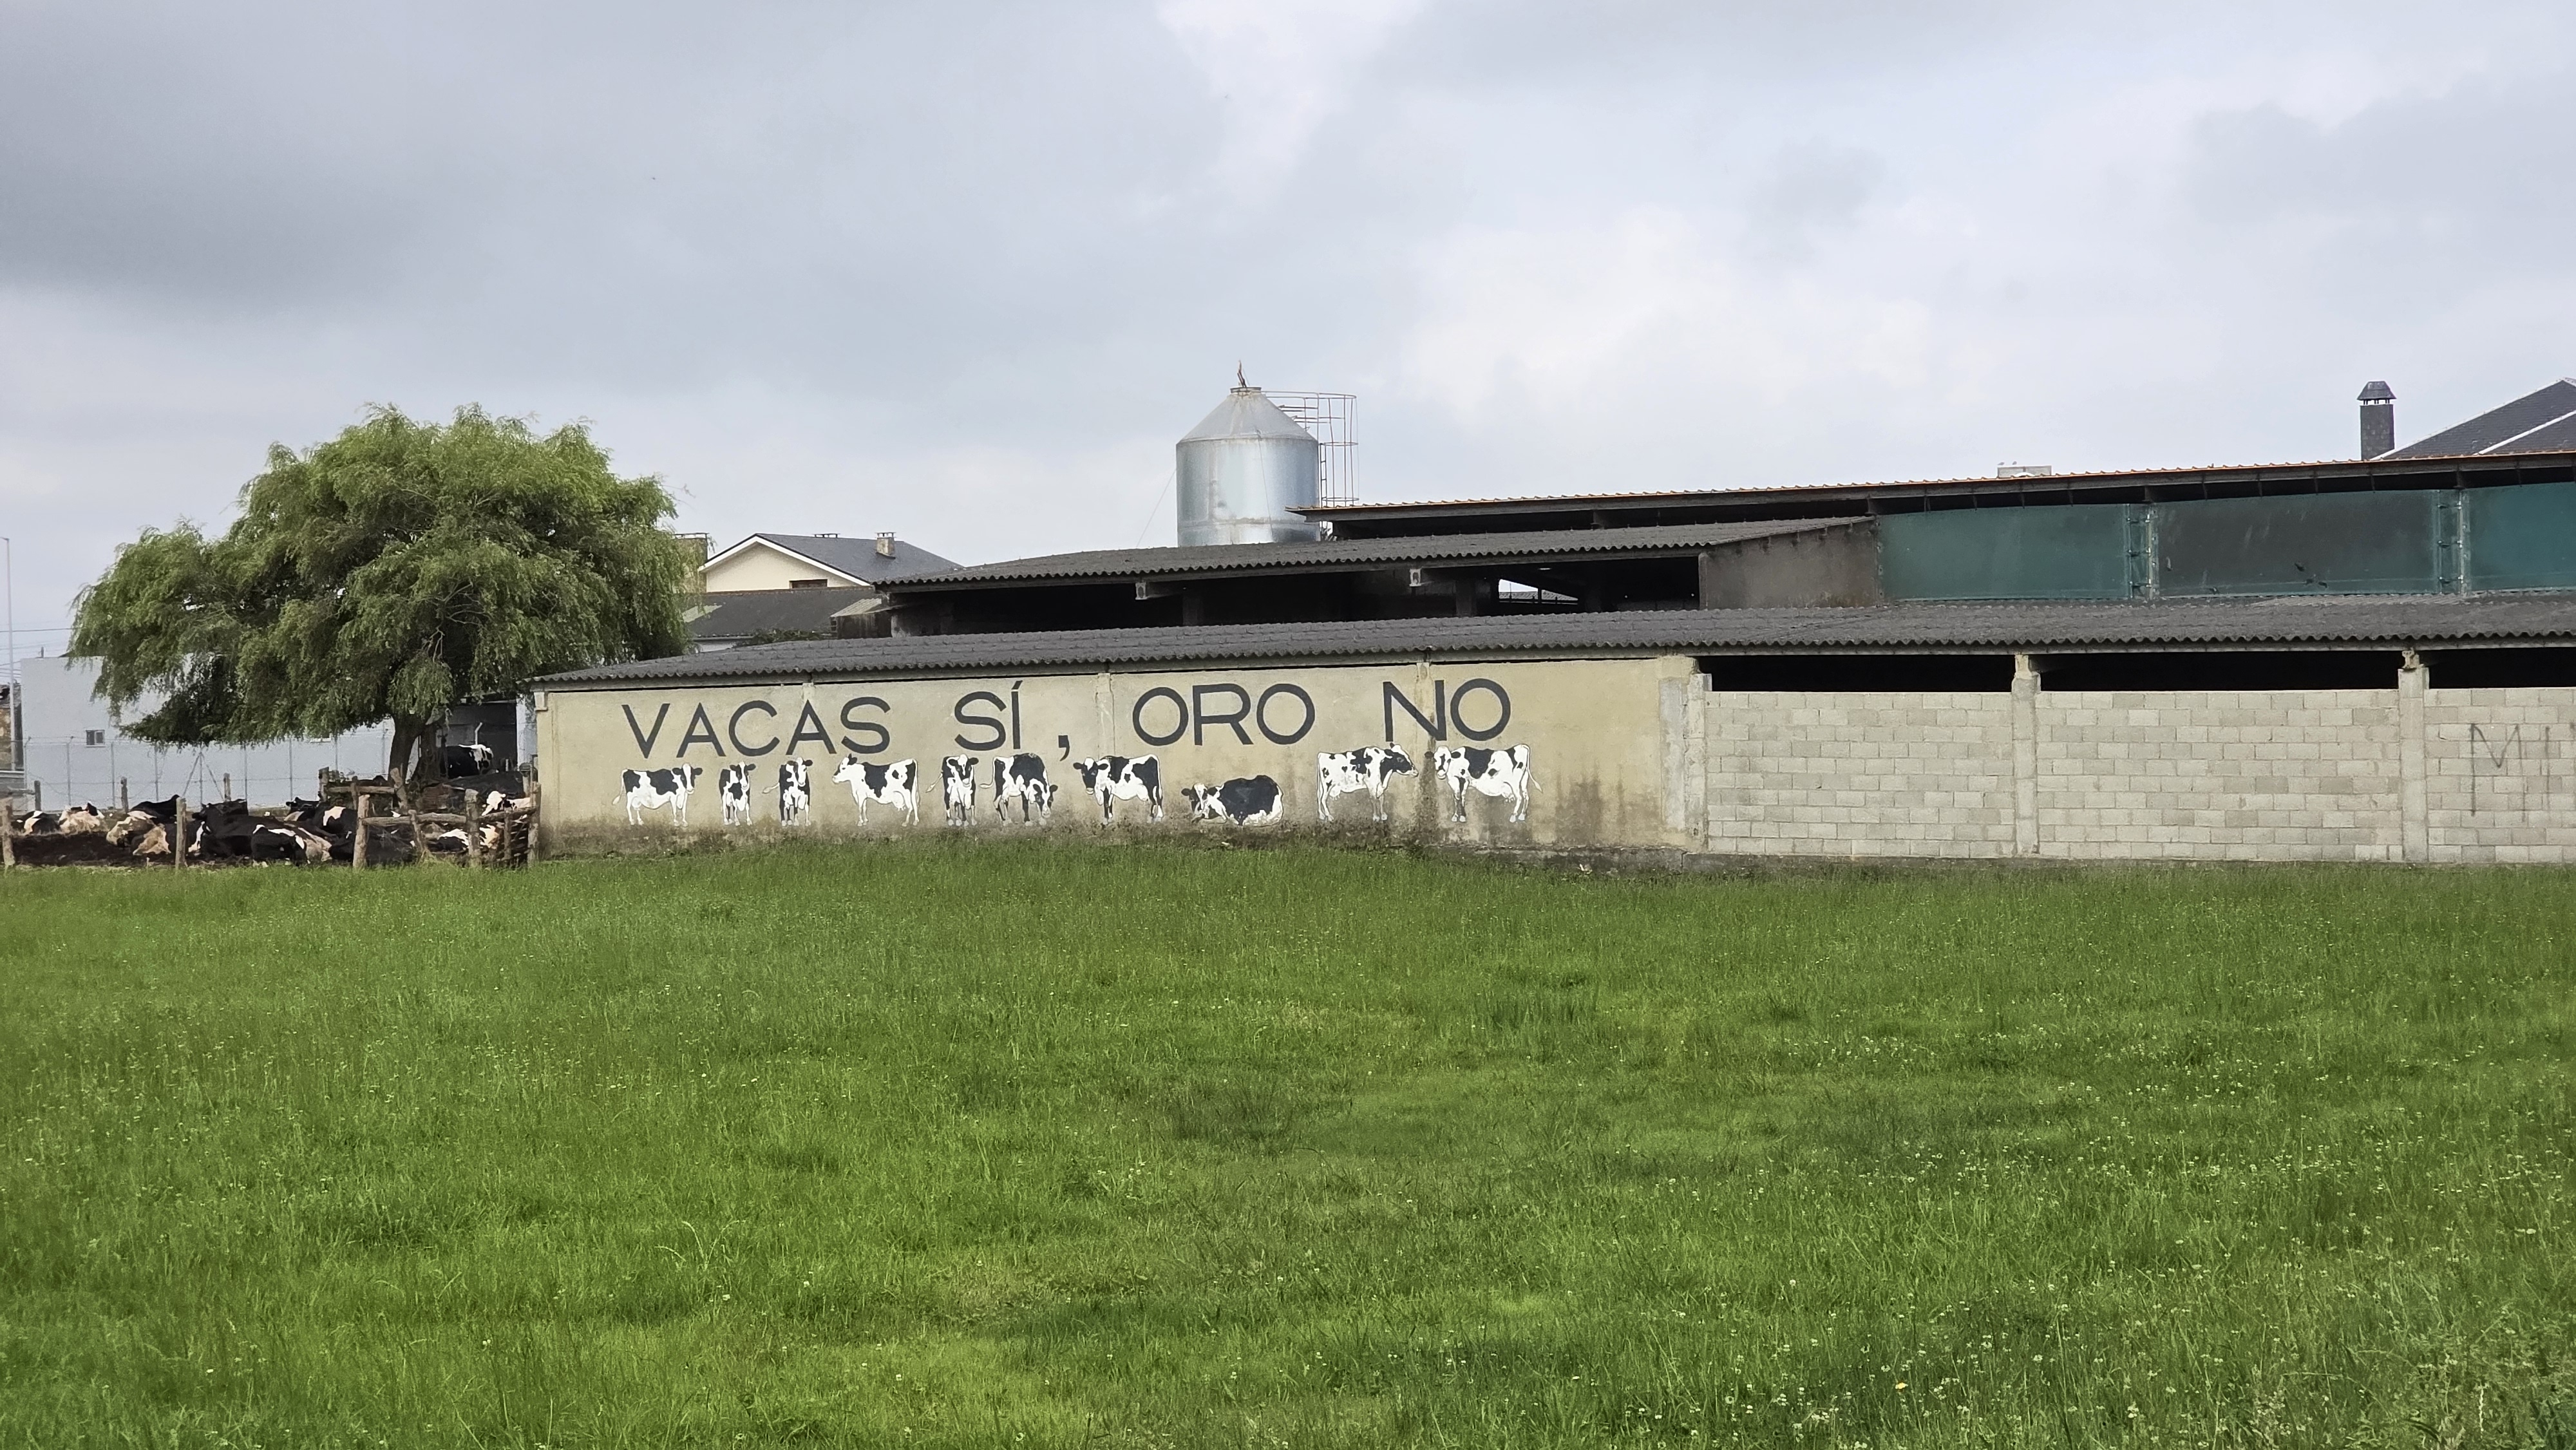 VACAS SÍ, ORO NO